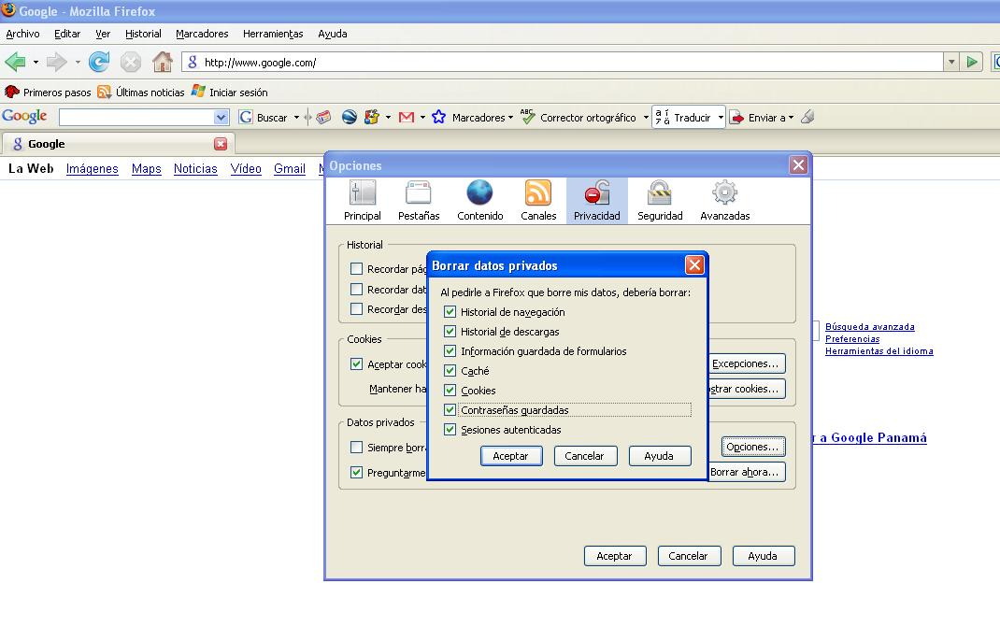 Google - Mozilla Firefox
Archivo Editar Ver Historial Marcadores Herramientas Ayuda
http://www.google.com/
Primeros pasos Últimas noticias Iniciar sesión
Google Buscar Marcadores ABC Corrector ortográfico Traducir Enviar a
Google
La Web Imágenes Maps Noticias Vídeo Gmail
Opciones
Principal Pestañas Contenido Canales Privacidad Seguridad Avanzadas
Historial
Recordar pág
Recordar dat
Recordar des
Cookies
Aceptar cook
Excepciones...
Mantener ha
ostrar cookies...
Datos privados
Siempre borra
Opciones...
Preguntarme
Borrar ahora...
Aceptar Cancelar Ayuda
Borrar datos privados
Al pedirle a Firefox que borre mis datos, debería borrar:
Historial de navegación
Historial de descargas
Información guardada de formularios
Caché
Cookies
Contraseñas guardadas
Sesiones autenticadas
Aceptar Cancelar Ayuda
Búsqueda avanzada
Preferencias
Herramientas del idioma
r a Google Panamá